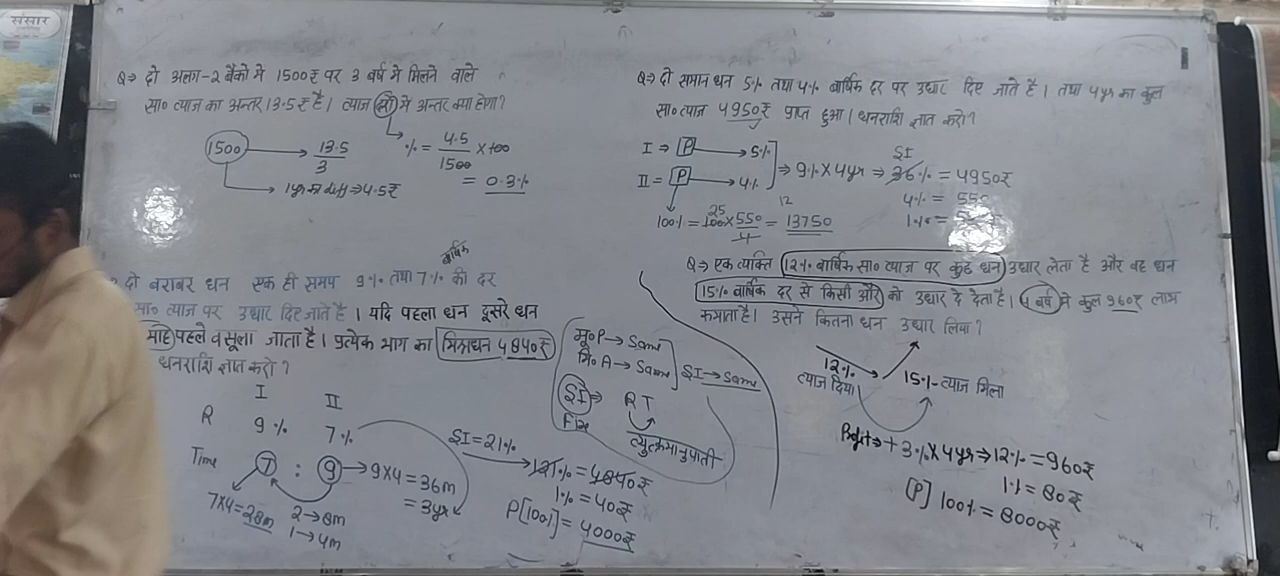 संसार
Q→ दो अलग-2 बैंको मे 1500₹ पर 3 वर्ष मे मिलने वाले
सा० ब्याज का अन्तर 13.5₹ है। ब्याज दरो मे अन्तर क्या होगा?
1500 → 13.5/3
1yr का diff → 4.5₹
% = 4.5/1500 × 100
= 0.3%
Q→ दो समान धन 5% तथा 4% वार्षिक दर पर उधार दिए जाते है। तथा 4yr का कुल
सा० ब्याज 4950₹ प्राप्त हुआ। धनराशि ज्ञात करो?
I ⇒ P → 5%
II = P → 4%
⇒ 9% × 4yr ⇒ 36% = 4950₹
SI
4% = 550
1% =
12
25
100% = 100 × 550/4 = 13750
वार्षिक
दो बराबर धन एक ही समय 9% तथा 7% की दर
सा० ब्याज पर उधार दिए जाते है। यदि पहला धन दूसरे धन
माह पहले वसूला जाता है। प्रत्येक भाग का मिश्रधन 4840₹
धनराशि ज्ञात करो?
I II
R 9% 7%
Time 7 : 9 → 9×4 = 36m
= 3yr
7×4 = 28m
2 → 8m
1 → 4m
SI = 21%
121% = 4840₹
1% = 40₹
P[100%] = 4000₹
मू० P → Same
मि० A → Same
SI → Same
SI ⇒ R T
Fix
व्युत्क्रमानुपाती
Q→ एक व्यक्ति 12% वार्षिक सा० ब्याज पर कुछ धन उधार लेता है और वह धन
15% वार्षिक दर से किसी और को उधार दे देता है। 4 वर्ष मे कुल 960₹ लाभ
कमाता है। उसने कितना धन उधार लिया?
12%
ब्याज दिया
15% ब्याज मिला
Profit ⇒ +3% × 4yr ⇒ 12% = 960₹
1% = 80₹
[P] 100% = 8000₹